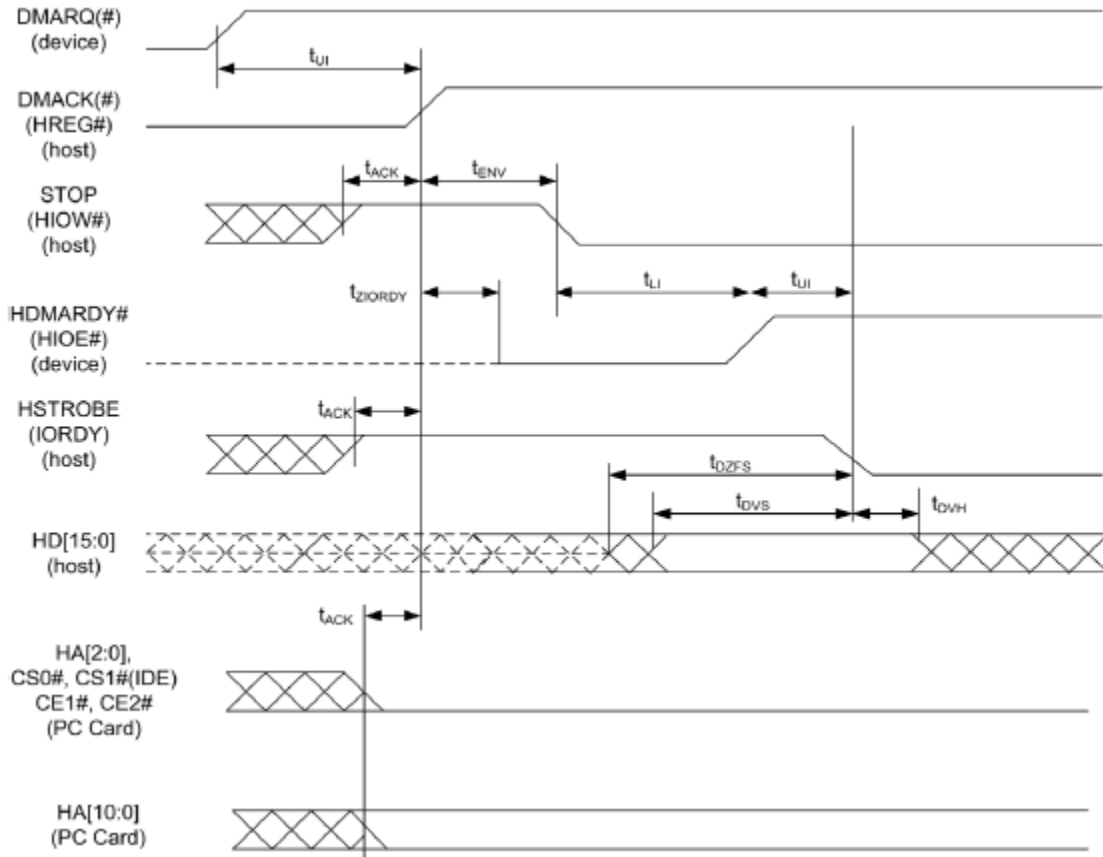 DMARQ(#)
(device)
tUI
DMACK(#)
(HREG#)
(host)
tACK
tENV
STOP
(HIOW#)
(host)
tLI
tUI
tZIORDY
HDMARDY#
(HIOE#)
(device)
HSTROBE
(IORDY)
(host)
tACK
tDZFS
tDVS
tDVH
HD[15:0]
(host)
tACK
HA[2:0],
CS0#, CS1#(IDE)
CE1#, CE2#
(PC Card)
HA[10:0]
(PC Card)